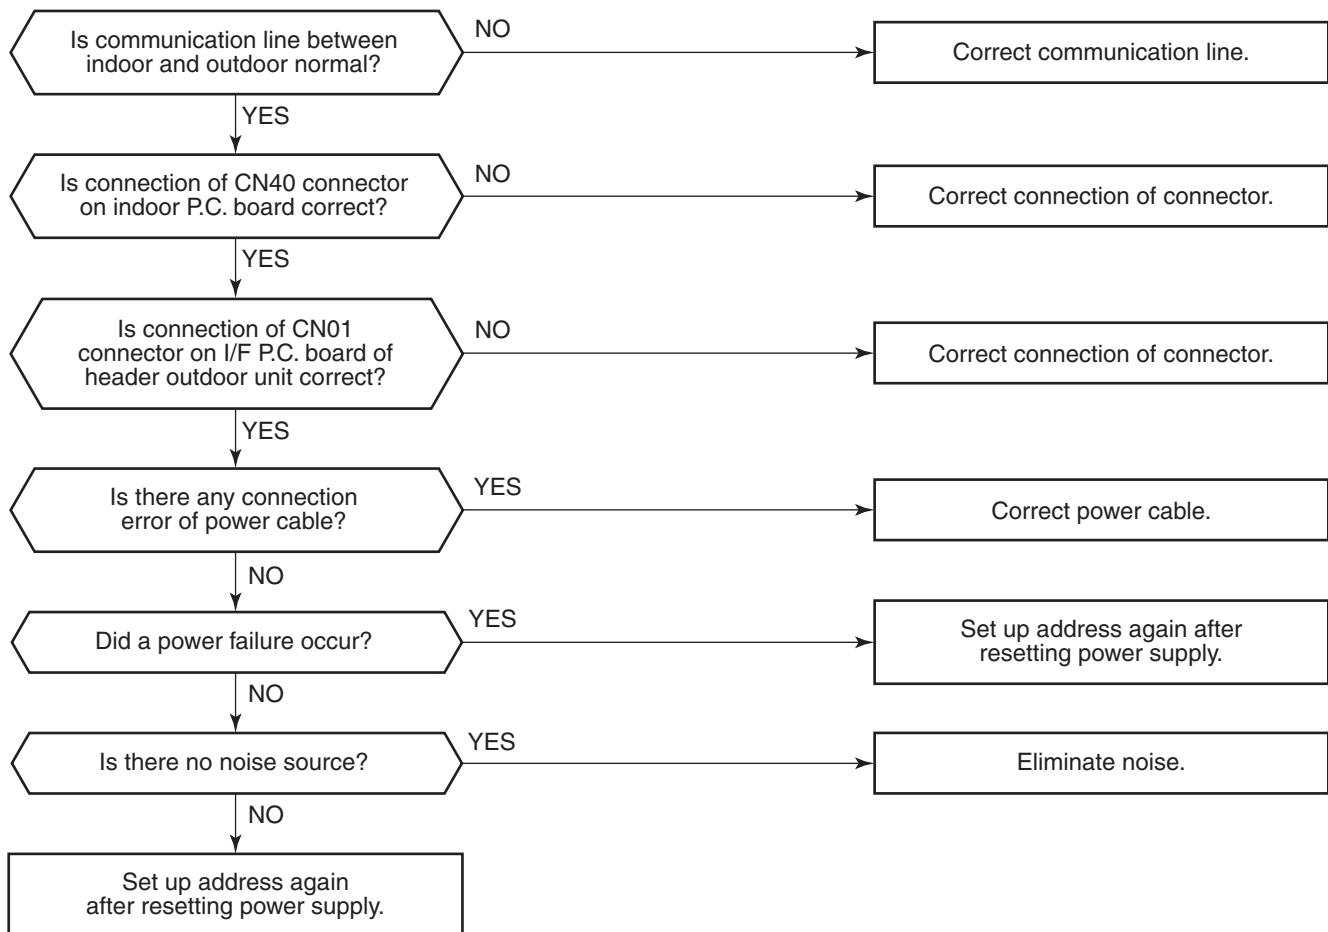 Is communication line between
indoor and outdoor normal?
NO
Correct communication line.
YES
Is connection of CN40 connector
on indoor P.C. board correct?
NO
Correct connection of connector.
YES
Is connection of CN01
connector on I/F P.C. board of
header outdoor unit correct?
NO
Correct connection of connector.
YES
Is there any connection
error of power cable?
YES
Correct power cable.
NO
Did a power failure occur?
YES
Set up address again after
resetting power supply.
NO
Is there no noise source?
YES
Eliminate noise.
NO
Set up address again
after resetting power supply.